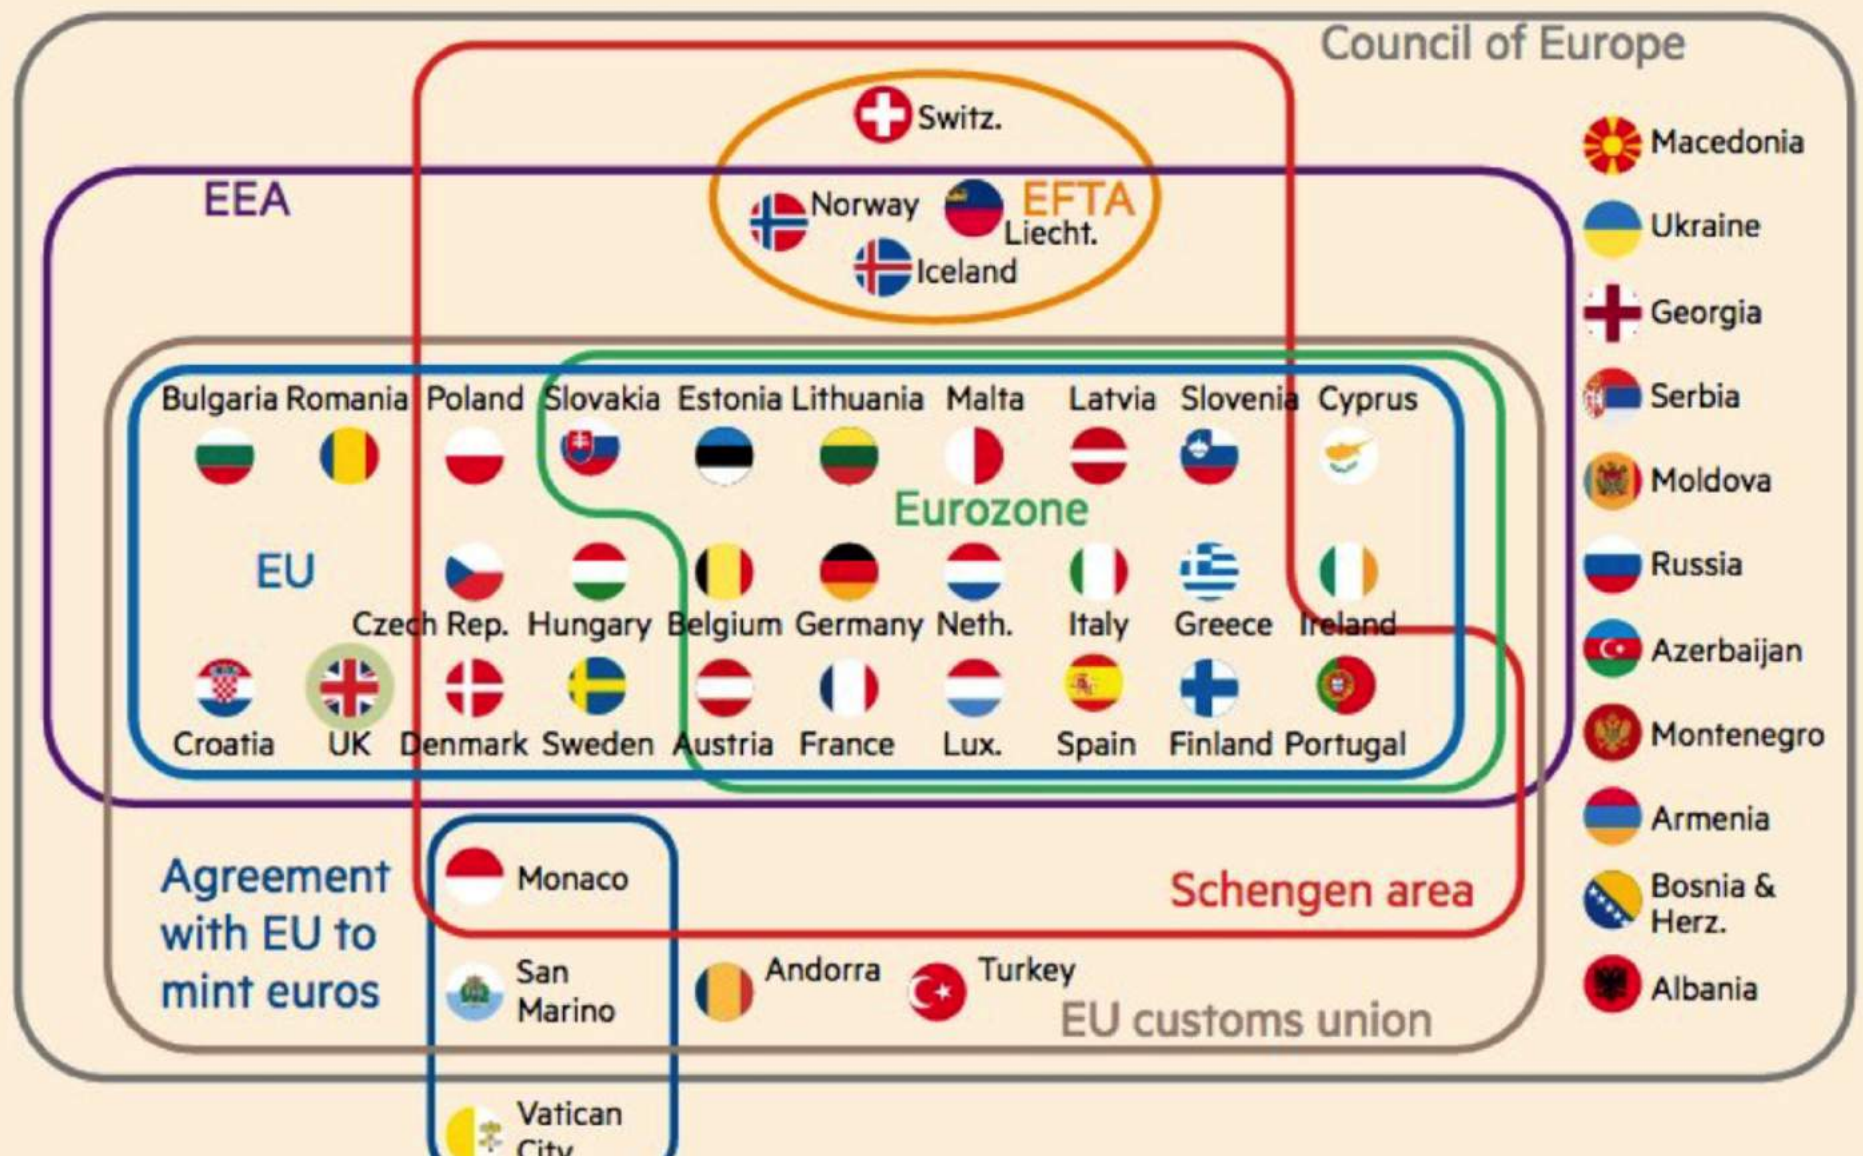 Council of Europe
Switz.
Macedonia
EEA
Norway
EFTA
Liecht.
Iceland
Ukraine
Georgia
Bulgaria Romania Poland Slovakia Estonia Lithuania Malta Latvia Slovenia Cyprus
Serbia
Moldova
Eurozone
EU
Russia
Czech Rep. Hungary Belgium Germany Neth. Italy Greece Ireland
Azerbaijan
Croatia UK Denmark Sweden Austria France Lux. Spain Finland Portugal
Montenegro
Armenia
Agreement
with EU to
mint euros
Monaco
Schengen area
Bosnia &
Herz.
San
Marino
Andorra
Turkey
EU customs union
Albania
Vatican
City